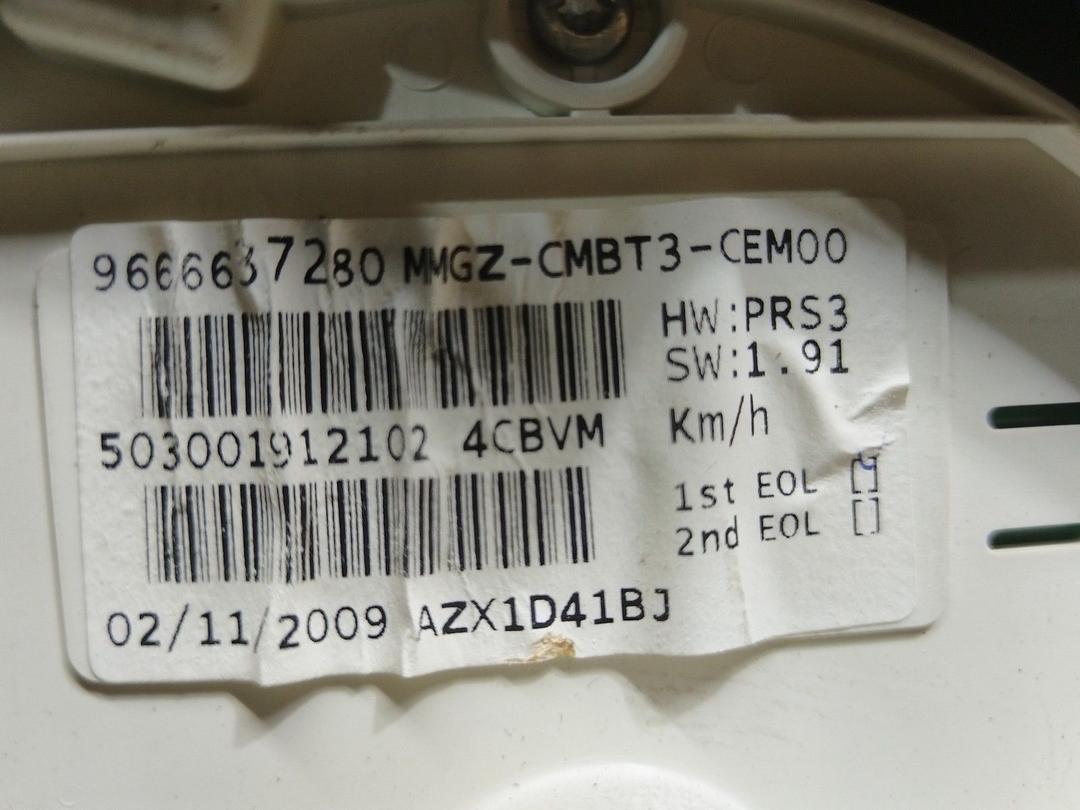 9666637280 MMGZ-CMBT3-CEM00
HW:PRS3
SW:1.91
503001912102 4CBVM
Km/h
1st EOL []
2nd EOL []
02/11/2009 AZX1D41BJ